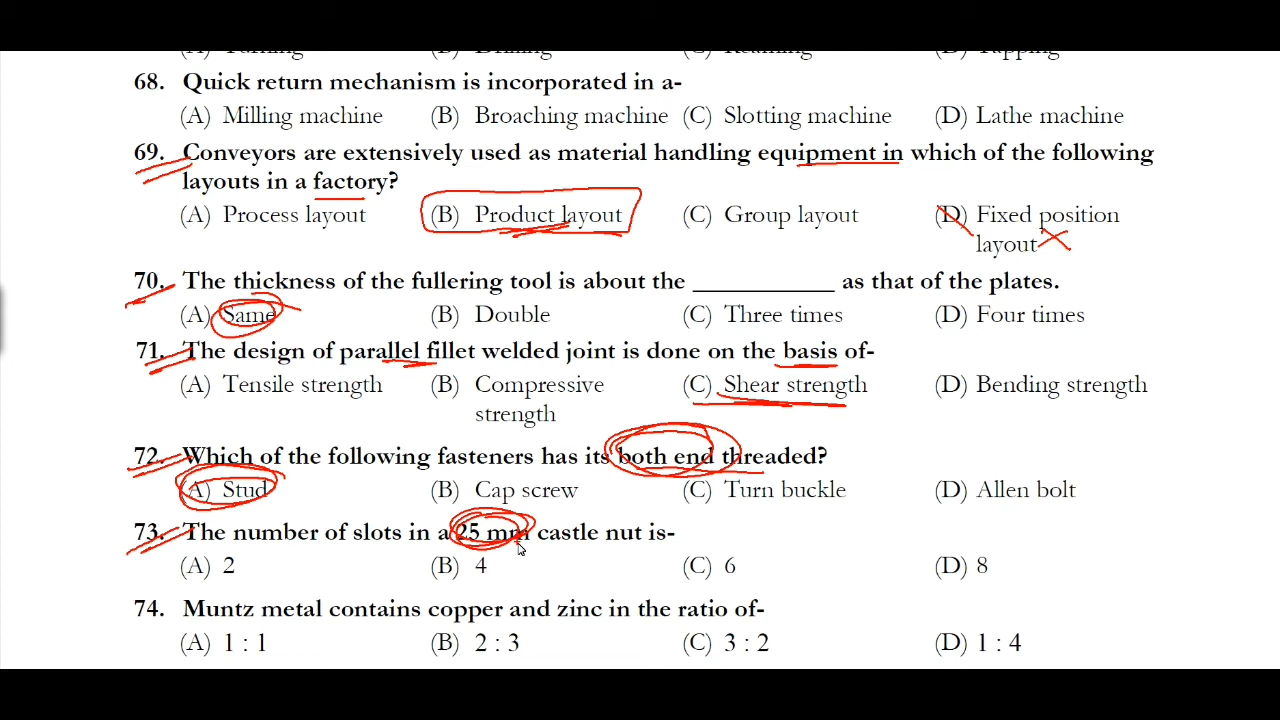 68. Quick return mechanism is incorporated in a-
(A) Milling machine (B) Broaching machine (C) Slotting machine (D) Lathe machine
69. Conveyors are extensively used as material handling equipment in which of the following
layouts in a factory?
(A) Process layout (B) Product layout (C) Group layout (D) Fixed position
layout
70. The thickness of the fullering tool is about the ___________ as that of the plates.
(A) Same (B) Double (C) Three times (D) Four times
71. The design of parallel fillet welded joint is done on the basis of-
(A) Tensile strength (B) Compressive (C) Shear strength (D) Bending strength
strength
72. Which of the following fasteners has its both end threaded?
(A) Stud (B) Cap screw (C) Turn buckle (D) Allen bolt
73. The number of slots in a 25 mm castle nut is-
(A) 2 (B) 4 (C) 6 (D) 8
74. Muntz metal contains copper and zinc in the ratio of-
(A) 1 : 1 (B) 2 : 3 (C) 3 : 2 (D) 1 : 4